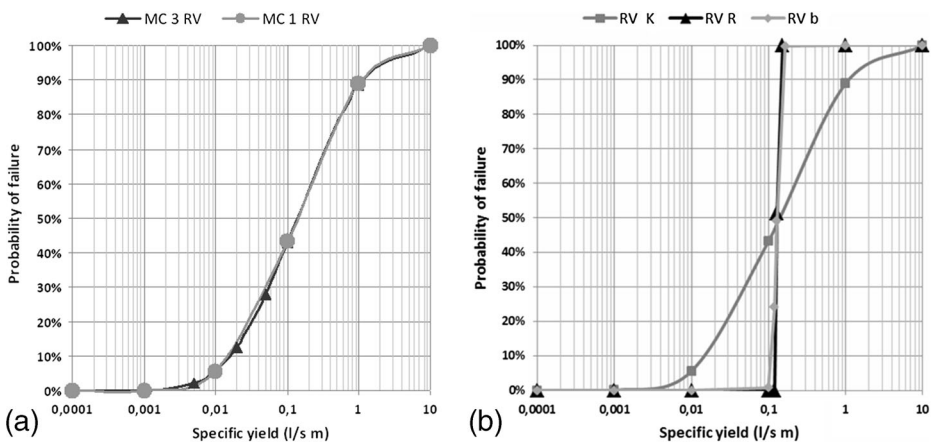 MC 3 RV MC 1 RV
100%
90%
80%
70%
60%
50%
40%
30%
20%
10%
0%
Probability of failure
0,0001 0,001 0,01 0,1 1 10
Specific yield (l/s m)
(a)
RV K RV R RV b
100%
90%
80%
70%
60%
50%
40%
30%
20%
10%
0%
Probability of failure
0,0001 0,001 0,01 0,1 1 10
Specific yield (l/s m)
(b)